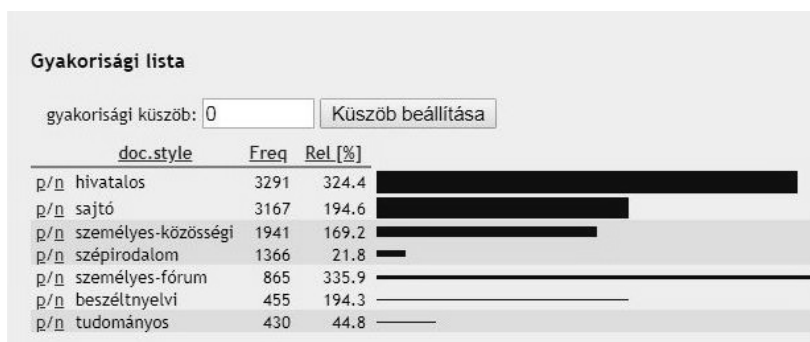 Gyakorisági lista
gyakorisági küszöb: 0 Küszöb beállítása
doc.style Freq Rel [%]
p/n hivatalos 3291 324.4
p/n sajtó 3167 194.6
p/n személyes-közösségi 1941 169.2
p/n szépirodalom 1366 21.8
p/n személyes-fórum 865 335.9
p/n beszéltnyelvi 455 194.3
p/n tudományos 430 44.8